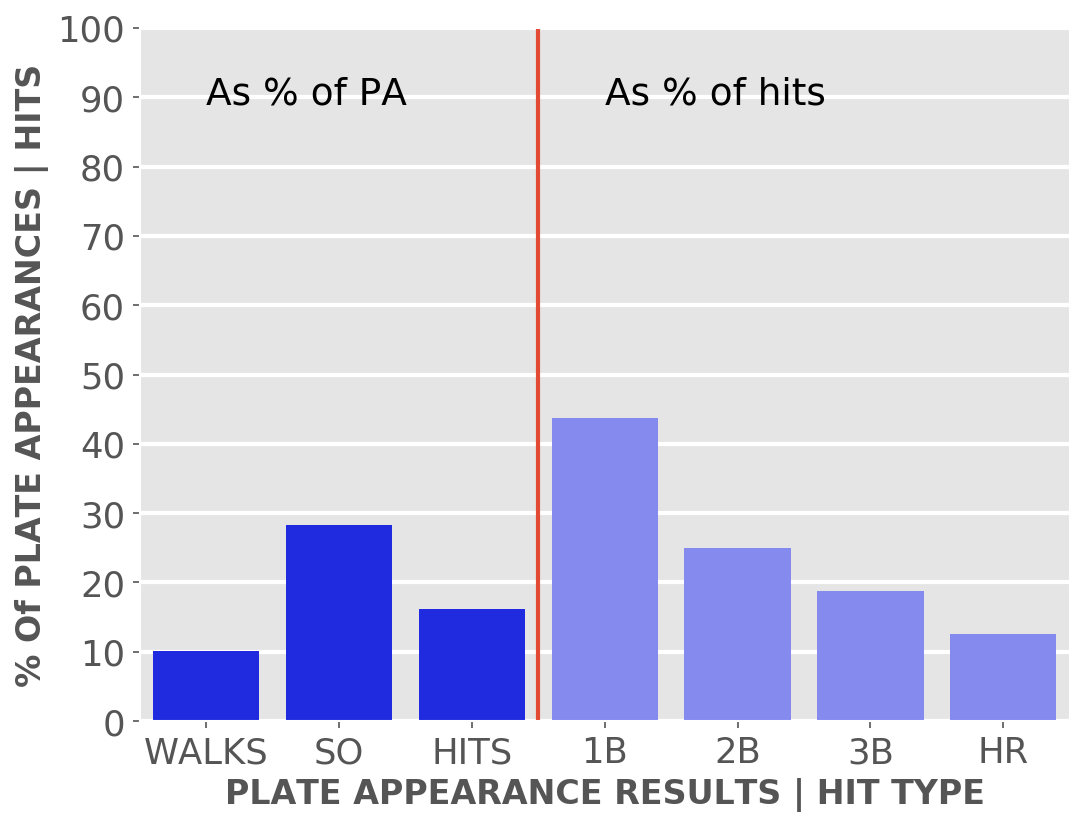 100
90
80
70
60
50
40
30
20
10
0
% Of PLATE APPEARANCES | HITS
As % of PA
As % of hits
WALKS SO HITS 1B 2B 3B HR
PLATE APPEARANCE RESULTS | HIT TYPE